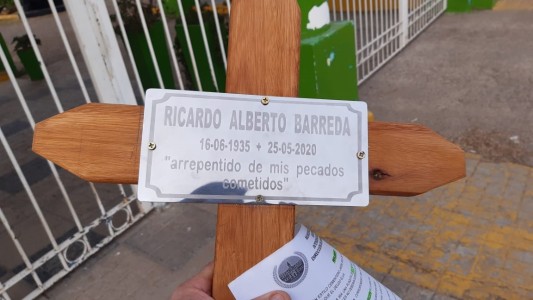 RICARDO ALBERTO BARREDA
16-06-1935 + 25-05-2020
"arrepentido de mis pecados
cometidos"